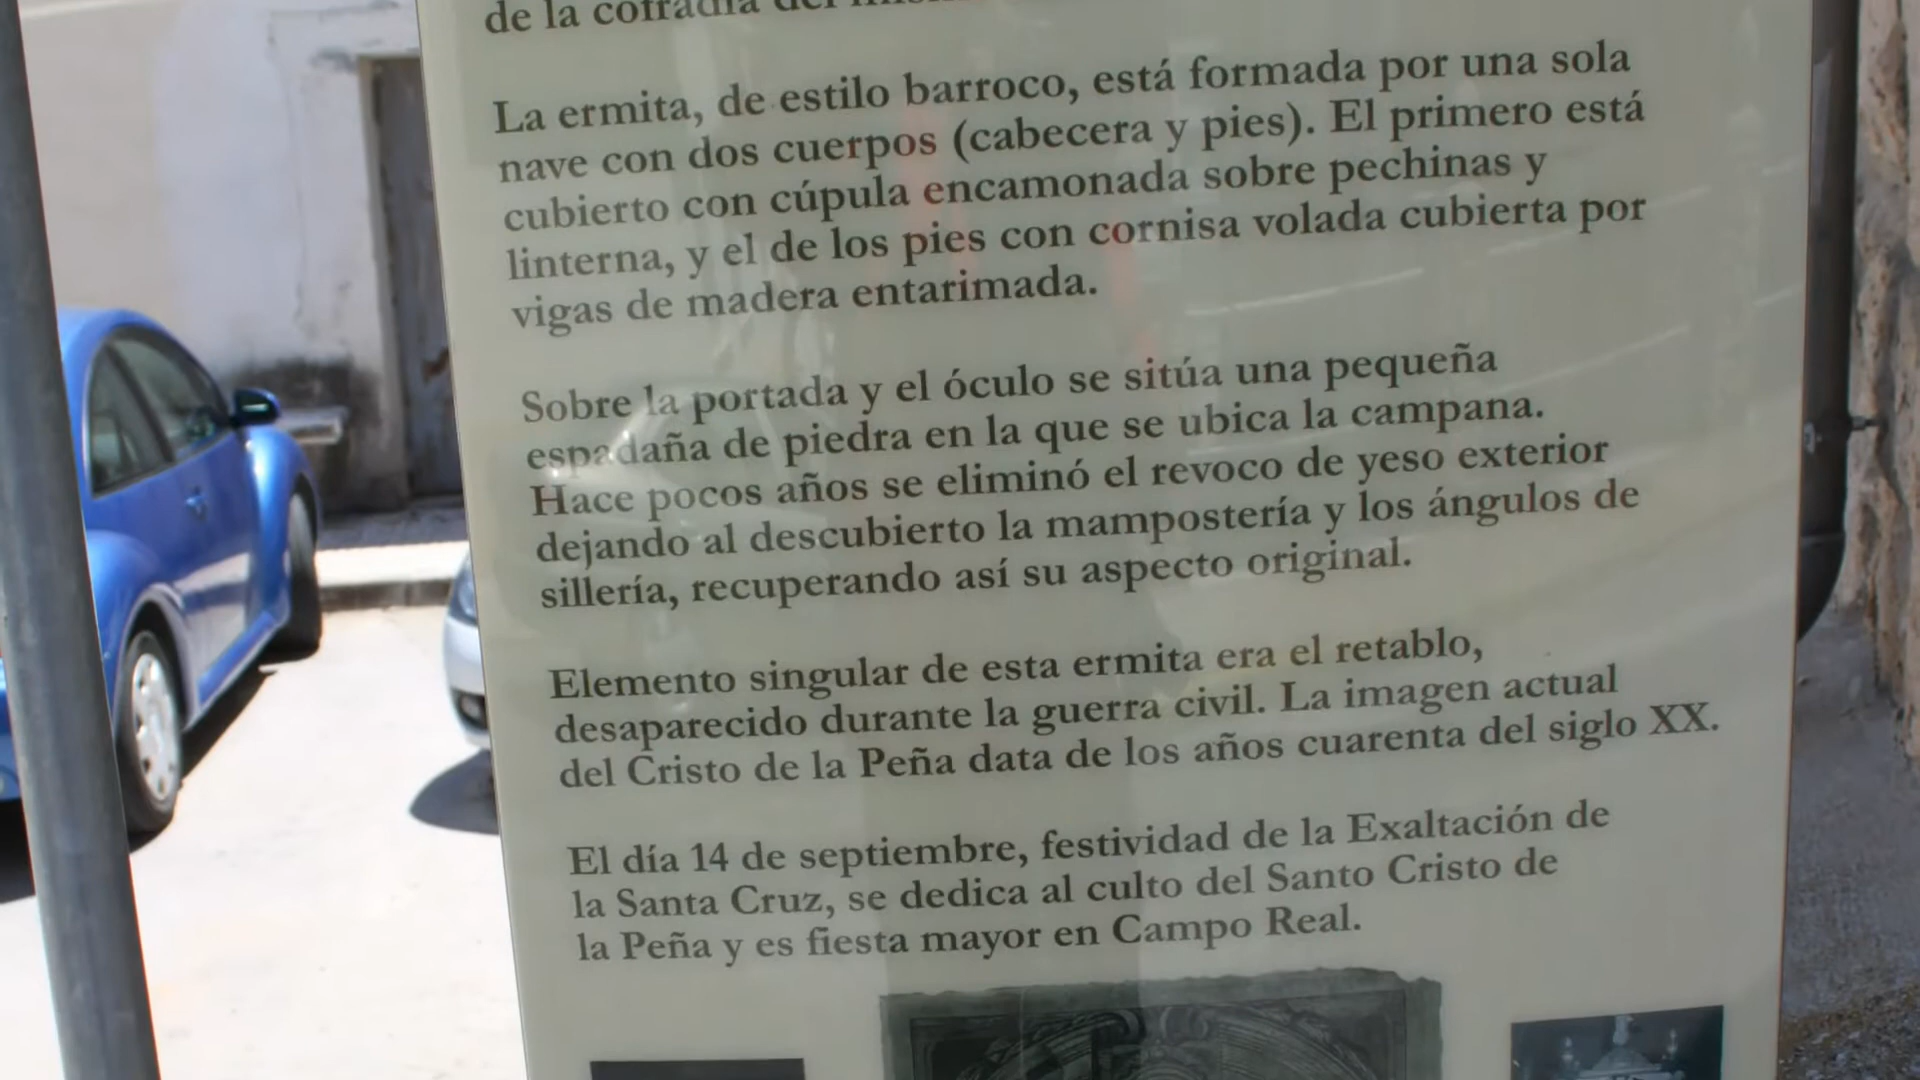 de la cofradía del
La ermita, de estilo barroco, está formada por una sola
nave con dos cuerpos (cabecera y pies). El primero está
cubierto con cúpula encamonada sobre pechinas y
linterna, y el de los pies con cornisa volada cubierta por
vigas de madera entarimada.
Sobre la portada y el óculo se sitúa una pequeña
espadaña de piedra en la que se ubica la campana.
Hace pocos años se eliminó el revoco de yeso exterior
dejando al descubierto la mampostería y los ángulos de
sillería, recuperando así su aspecto original.
Elemento singular de esta ermita era el retablo,
desaparecido durante la guerra civil. La imagen actual
del Cristo de la Peña data de los años cuarenta del siglo XX.
El día 14 de septiembre, festividad de la Exaltación de
la Santa Cruz, se dedica al culto del Santo Cristo de
la Peña y es fiesta mayor en Campo Real.